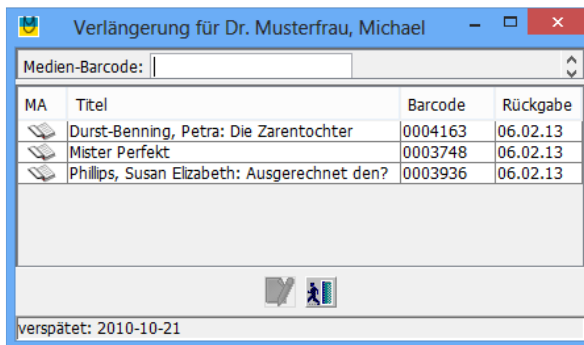 Verlängerung für Dr. Musterfrau, Michael
Medien-Barcode:
MA Titel Barcode Rückgabe
Durst-Benning, Petra: Die Zarentochter 0004163 06.02.13
Mister Perfekt 0003748 06.02.13
Phillips, Susan Elizabeth: Ausgerechnet den? 0003936 06.02.13
verspätet: 2010-10-21